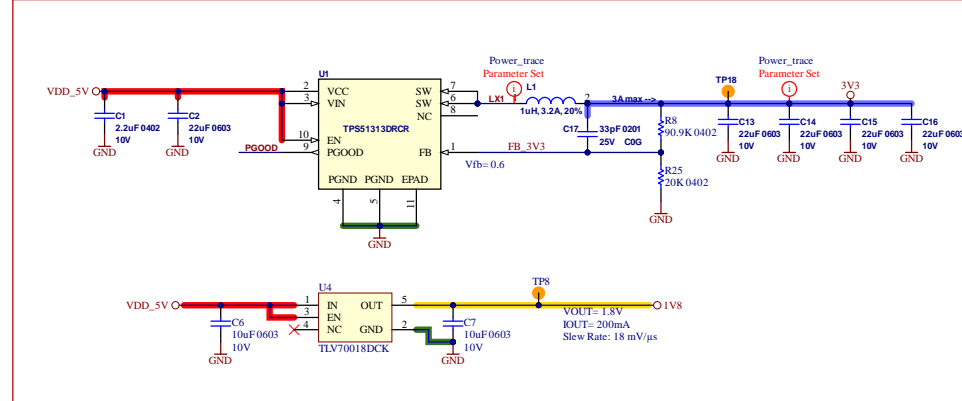 Power_trace
Parameter Set
Power_trace
Parameter Set
U1
VDD_5V
2
3
10
9
VCC
VIN
EN
PGOOD
TPS51313DRCR
SW
SW
NC
FB
7
6
8
1
PGND
PGND
EPAD
4
5
11
GND
PGOOD
C1
2.2uF 0402
10V
GND
C2
22uF 0603
10V
GND
LX1
i
L1
1uH, 3.2A, 20%
2
3A max -->
C17
33pF 0201
25V C0G
FB_3V3
Vfb= 0.6
R8
90.9K 0402
R25
20K 0402
GND
TP18
i
3V3
C13
22uF 0603
10V
GND
C14
22uF 0603
10V
GND
C15
22uF 0603
10V
GND
C16
22uF 0603
10V
GND
U4
VDD_5V
1
3
4
IN
EN
NC
OUT
GND
5
2
TLV70018DCK
C6
10uF 0603
10V
GND
C7
10uF 0603
10V
GND
TP8
1V8
VOUT= 1.8V
IOUT= 200mA
Slew Rate: 18 mV/µs